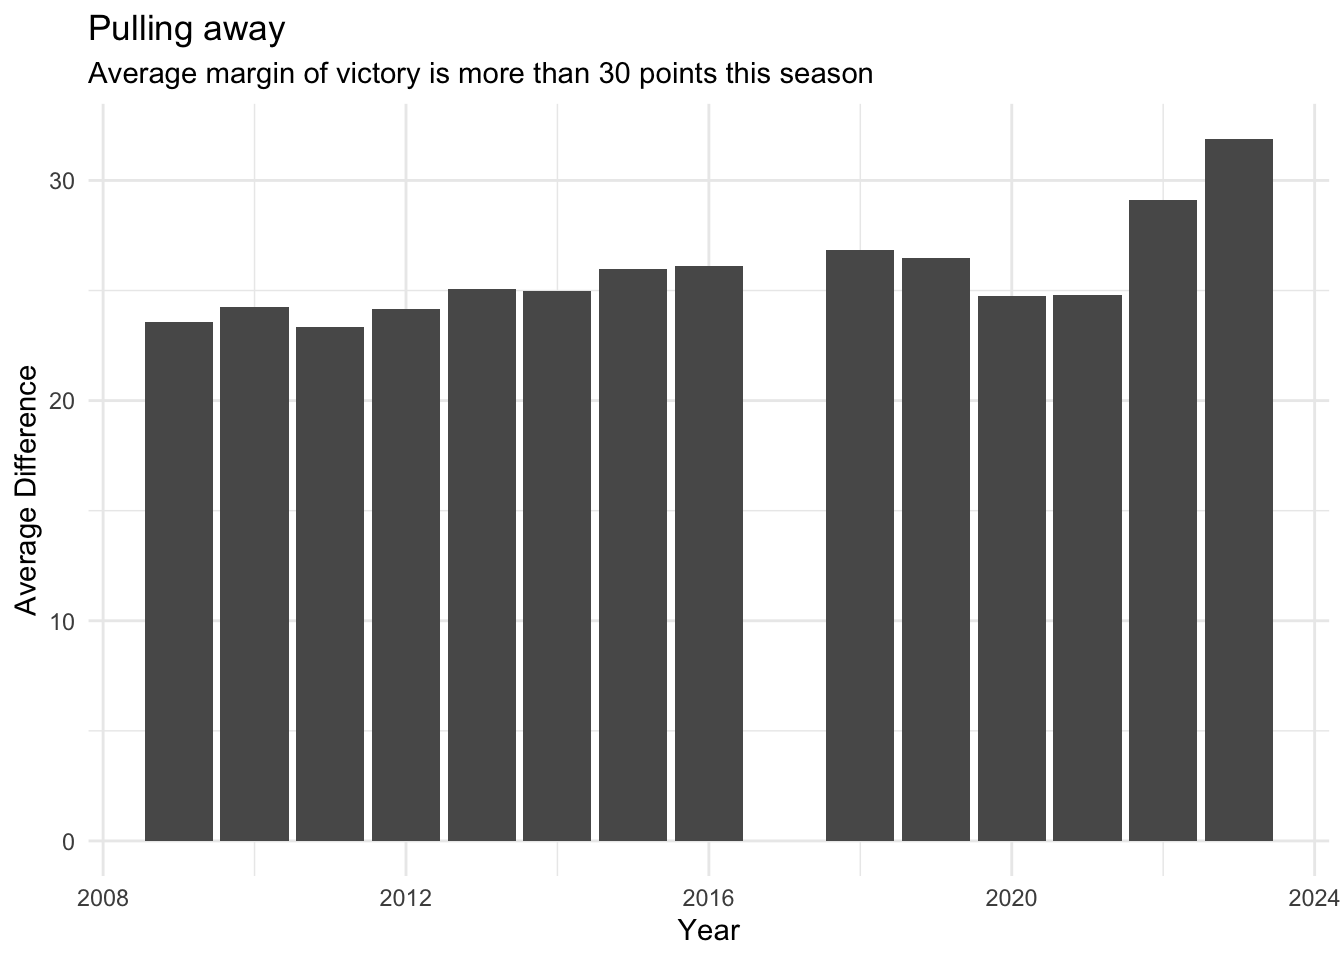 Pulling away
Average margin of victory is more than 30 points this season
30
20
10
0
Average Difference
2008 2012 2016 2020 2024
Year